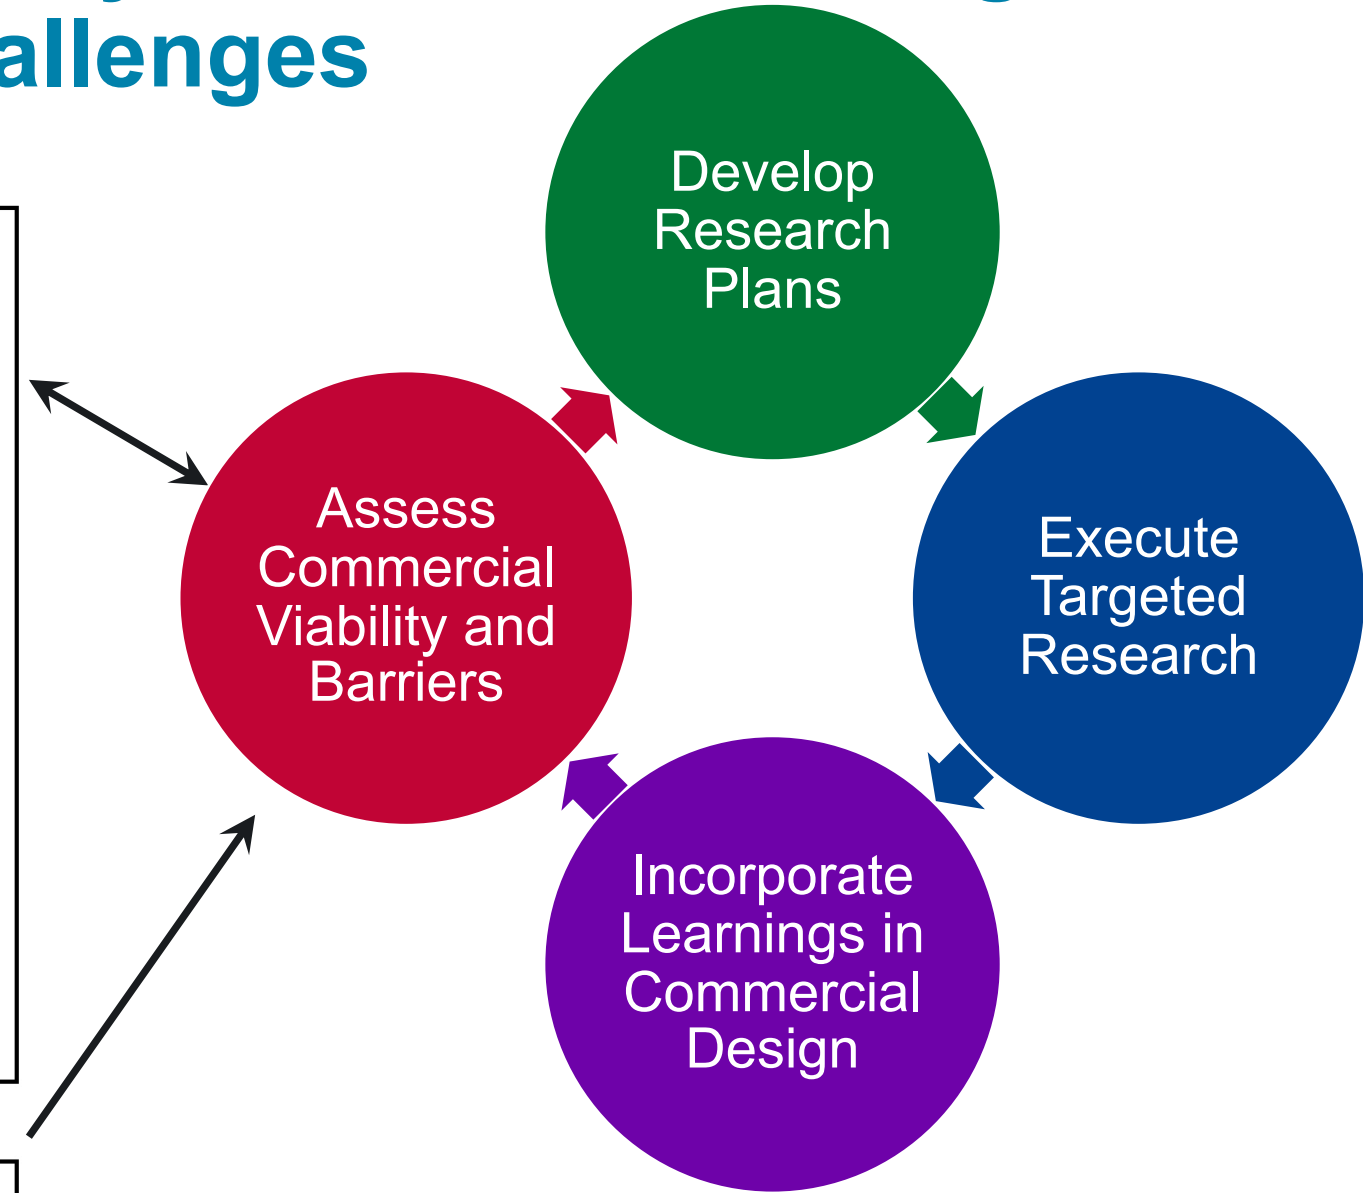 allenges
Develop
Research
Plans
Assess
Commercial
Viability and
Barriers
Execute
Targeted
Research
Incorporate
Learnings in
Commercial
Design